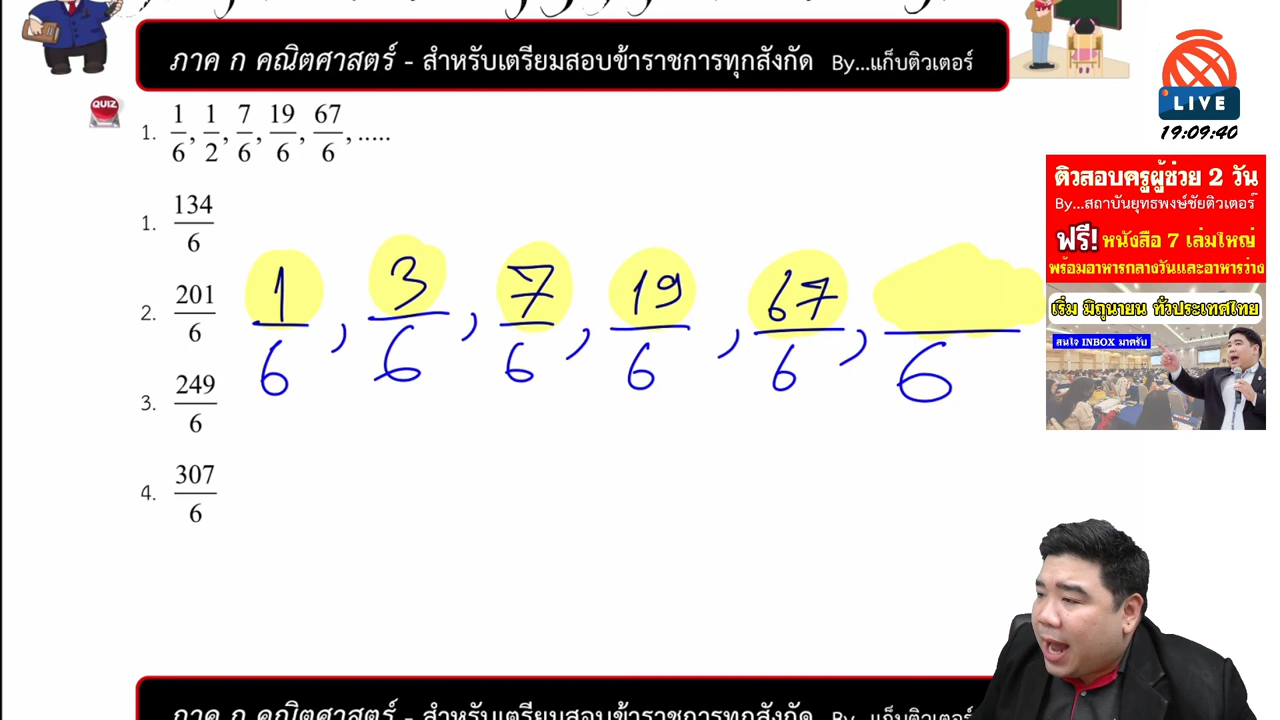 ภาค ก คณิตศาสตร์ - สำหรับเตรียมสอบข้าราชการทุกสังกัด By...แก็บติวเตอร์
LIVE
19:09:40
QUIZ
1. 1/6, 1/2, 7/6, 19/6, 67/6, .....
1. 134/6
2. 201/6
3. 249/6
4. 307/6
1/6, 3/6, 7/6, 19/6, 67/6, /6
ติวสอบครูผู้ช่วย 2 วัน
By...สถาบันยุทธพงษ์ชัยติวเตอร์
ฟรี! หนังสือ 7 เล่มใหญ่
พร้อมอาหารกลางวันและอาหารว่าง
เริ่ม มิถุนายน ทั่วประเทศไทย
สนใจ INBOX มาครับ
ภาค ก คณิตศาสตร์ - สำหรับเตรียมสอบข้าราชการทุกสังกัด By...แก็บติวเตอร์